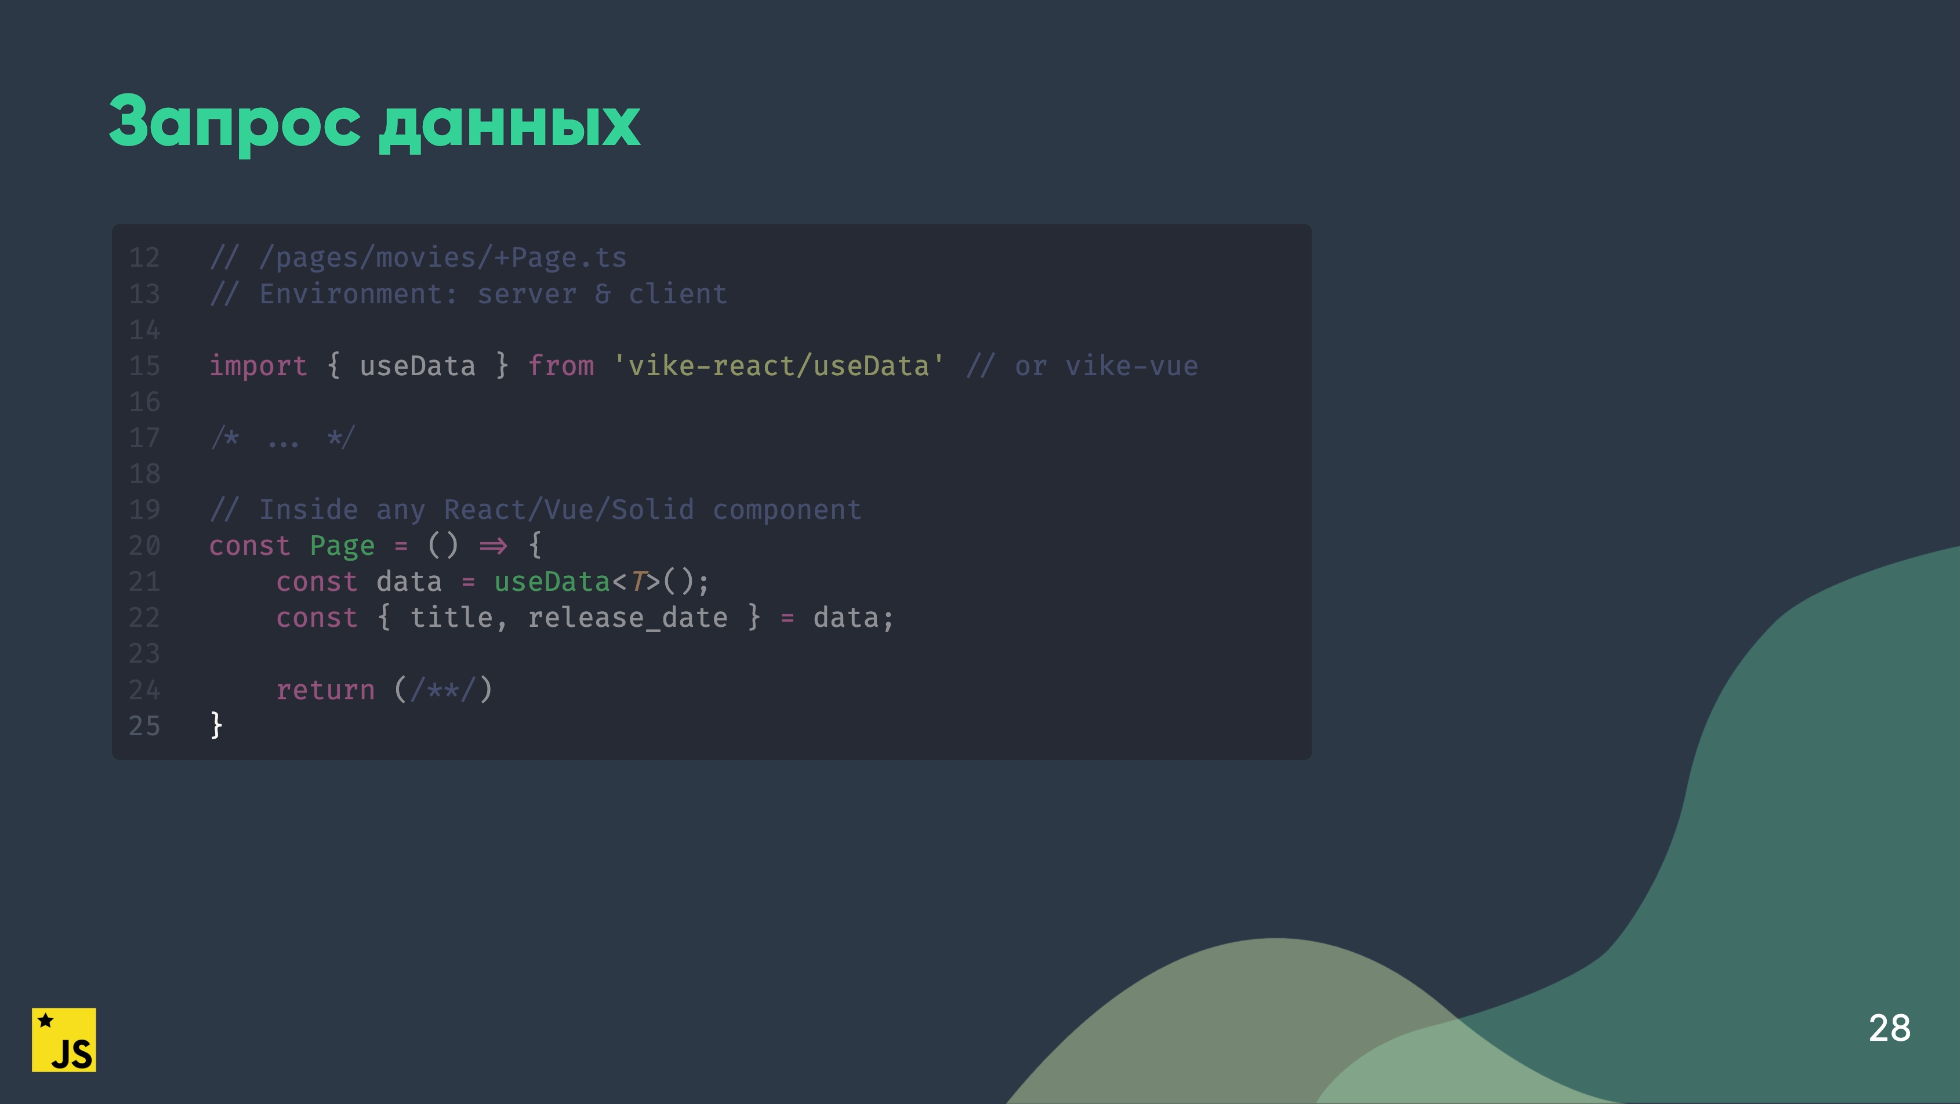 Запрос данных
12 // /pages/movies/+Page.ts
13 // Environment: server & client
14
15 import { useData } from 'vike-react/useData' // or vike-vue
16
17 /* ... */
18
19 // Inside any React/Vue/Solid component
20 const Page = () => {
21     const data = useData<T>();
22     const { title, release_date } = data;
23
24     return (/**/)
25 }
JS
28